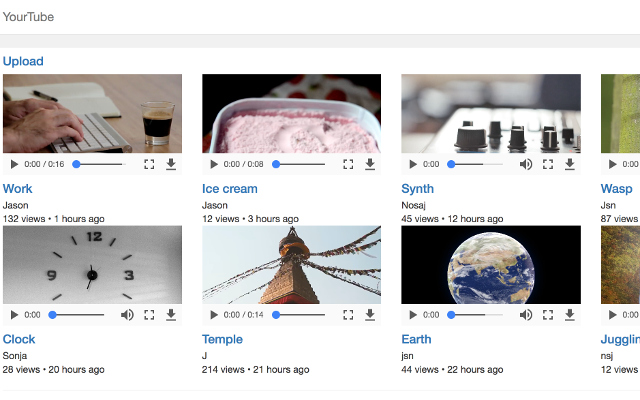 YourTube
Upload
0:00 / 0:16
0:00 / 0:08
0:00
Work
Ice cream
Synth
Wasp
Jason
Jason
Nosaj
Jsn
132 views • 1 hours ago
12 views • 3 hours ago
45 views • 12 hours ago
87 views
12
9
3
0:00
0:00 / 0:14
0:00
Clock
Temple
Earth
Sonja
J
jsn
nsj
28 views • 20 hours ago
214 views • 21 hours ago
44 views • 22 hours ago
12 views